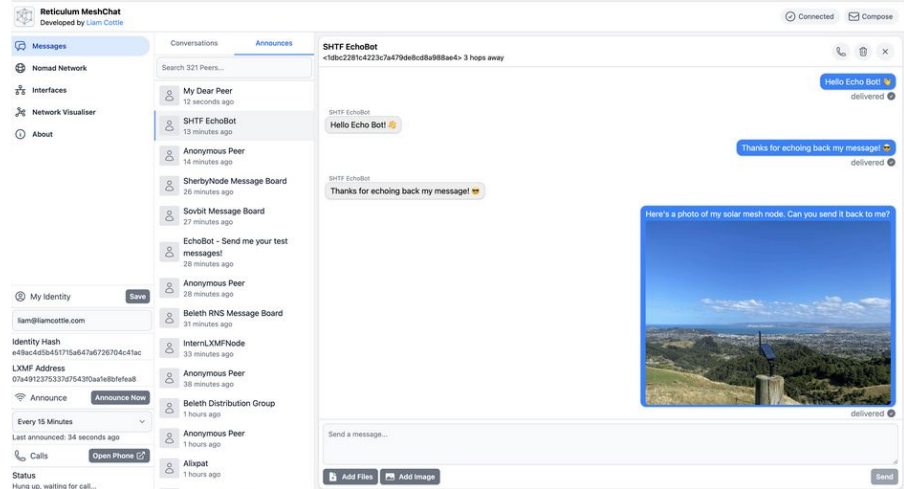 Reticulum MeshChat
Developed by Liam Cottle
Connected
Compose
Messages
Nomad Network
Interfaces
Network Visualiser
About
My Identity
Save
liam@liamcottle.com
Identity Hash
e49ac4d5b451715a647a6726704c41ac
LXMF Address
07a4912375337d7543f0aa1e8bfefea8
Announce
Announce Now
Every 15 Minutes
Last announced: 34 seconds ago
Calls
Open Phone
Status
Hung up, waiting for call...
Conversations
Announces
Search 321 Peers...
My Dear Peer
12 seconds ago
SHTF EchoBot
13 minutes ago
Anonymous Peer
14 minutes ago
SherbyNode Message Board
26 minutes ago
Sovbit Message Board
27 minutes ago
EchoBot - Send me your test
messages!
28 minutes ago
Anonymous Peer
28 minutes ago
Beleth RNS Message Board
31 minutes ago
InternLXMFNode
33 minutes ago
Anonymous Peer
38 minutes ago
Beleth Distribution Group
1 hours ago
Anonymous Peer
1 hours ago
Alixpat
1 hours ago
SHTF EchoBot
<1dbc2281c4223c7a479de8cd8a988ae4> 3 hops away
Hello Echo Bot! 👋
delivered
SHTF EchoBot
Hello Echo Bot! 👋
Thanks for echoing back my message! 😎
delivered
SHTF EchoBot
Thanks for echoing back my message! 😎
Here's a photo of my solar mesh node. Can you send it back to me?
delivered
Send a message...
Add Files
Add Image
Send